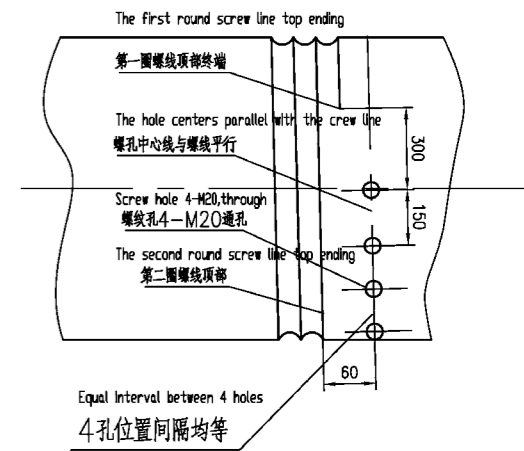 The first round screw line top ending
第一圈螺线顶部终端
The hole centers parallel with the crew line
螺孔中心线与螺线平行
300
Screw hole 4-M20,through
螺纹孔4-M20通孔
150
The second round screw line top ending
第二圈螺线顶部
60
Equal Interval between 4 holes
4孔位置间隔均等